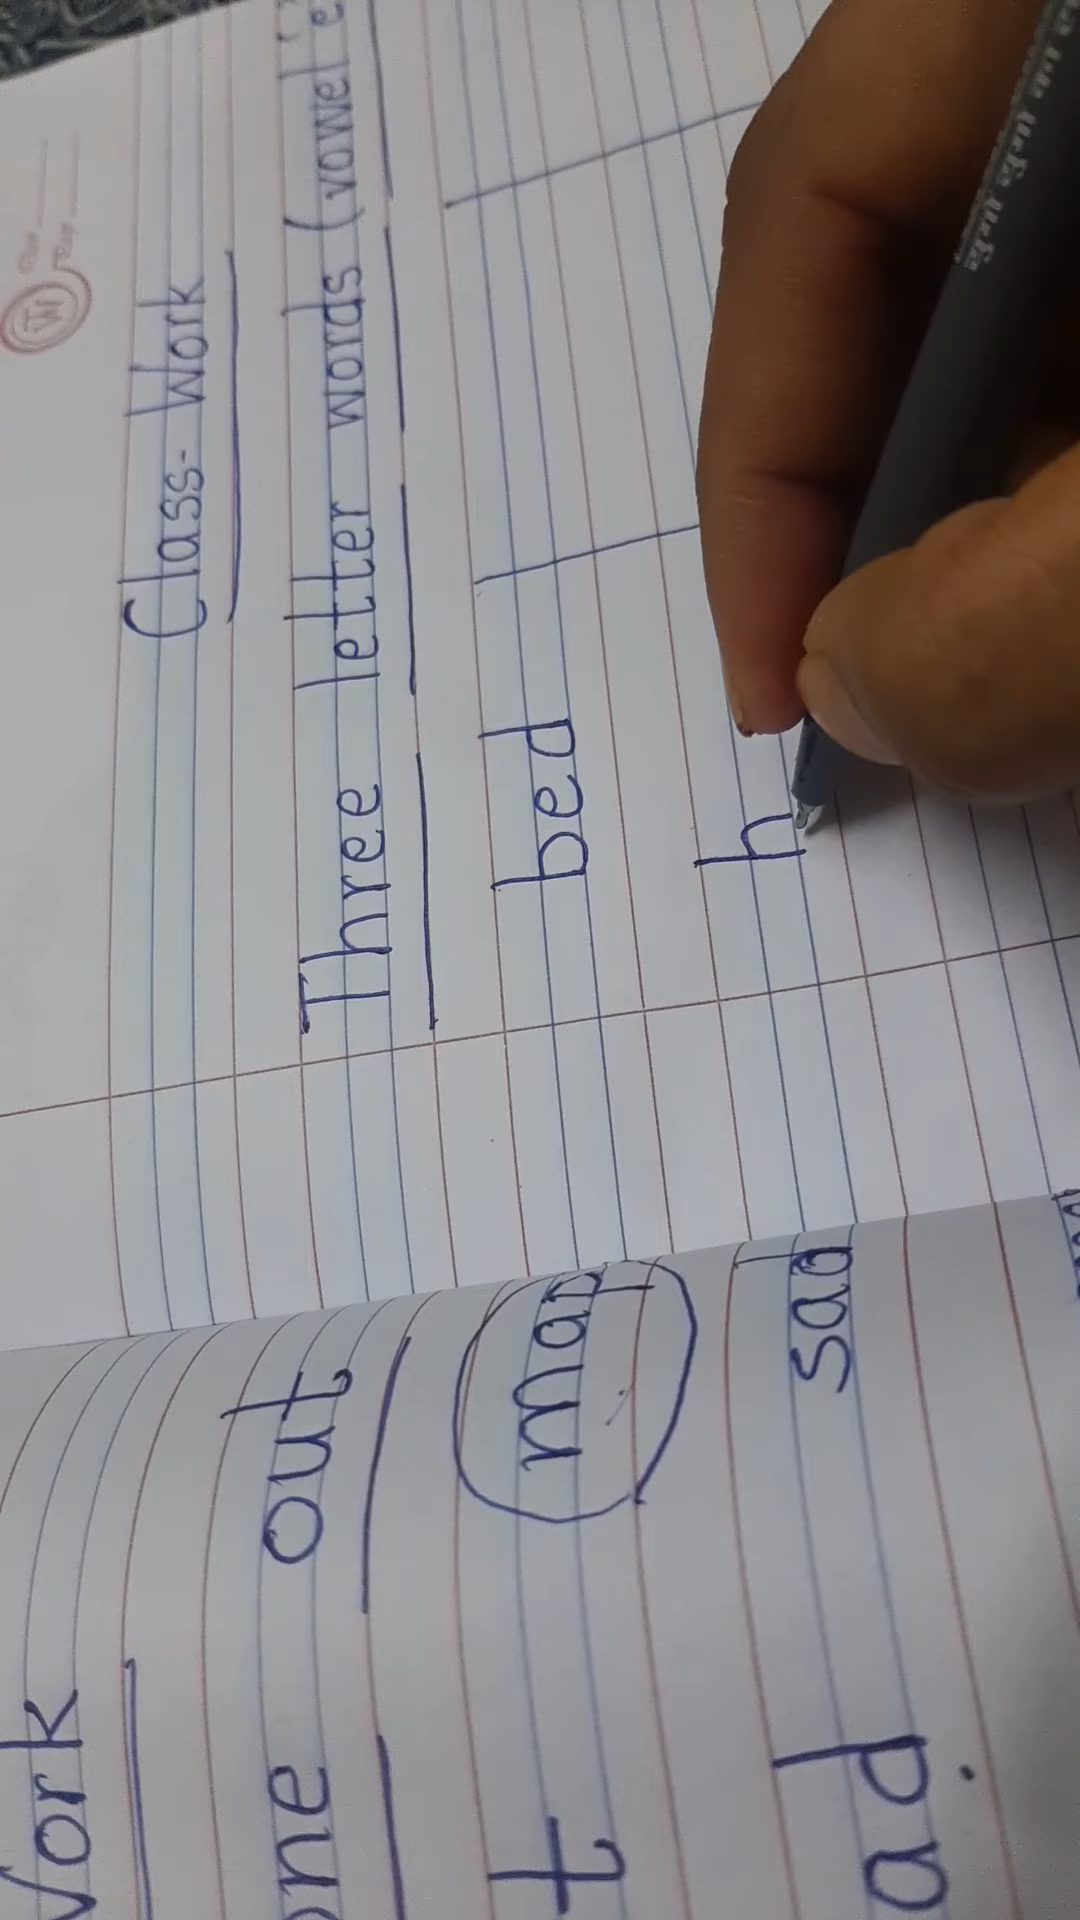 Class-Work
Three letter words (vowel 'e
bed
h
Work
one out
t map
ad sad